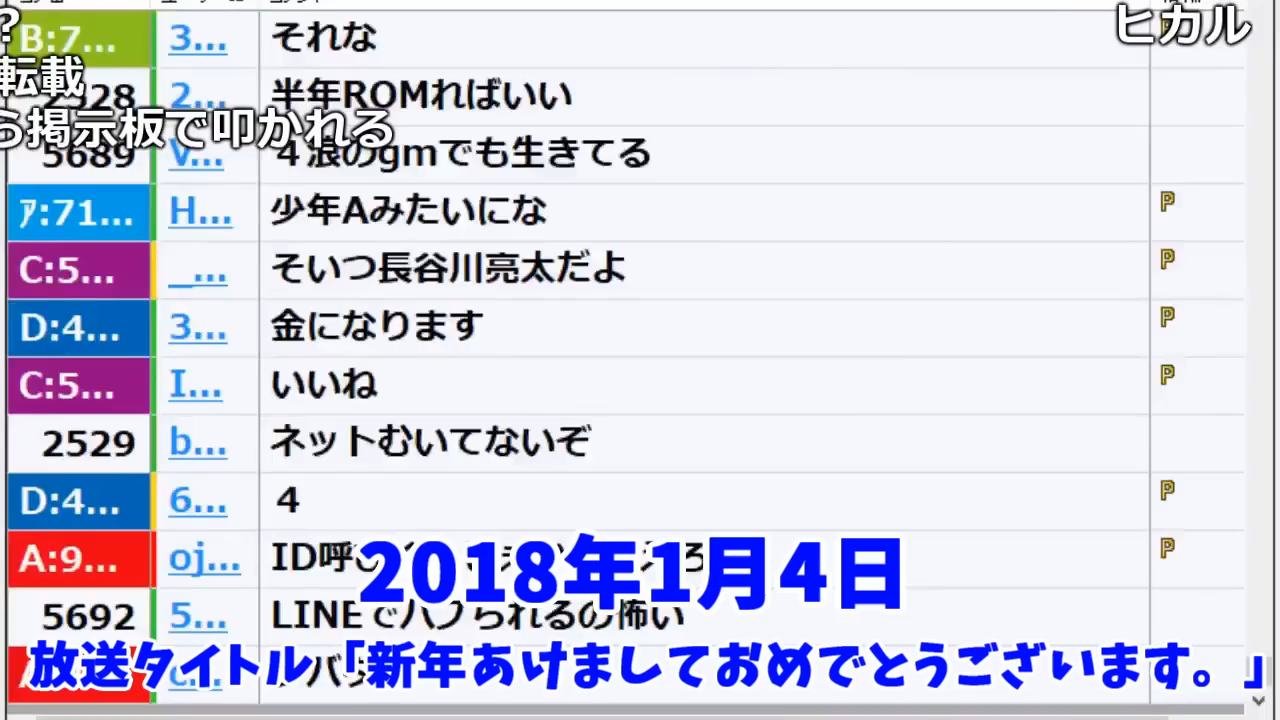 ヒカル
?
B:7... 3... それな
転載
2528 2... 半年ROMればいい
ら掲示板で叩かれる
5689 V... 4浪のgmでも生きてる
ｱ:71... H... 少年Aみたいにな P
C:5... _... そいつ長谷川亮太だよ P
D:4... 3... 金になります P
C:5... I... いいね P
2529 b... ネットむいてないぞ
D:4... 6... 4 P
A:9... oj... ID呼 P
2018年1月4日
5692 5... LINEでハブられるの怖い
放送タイトル「新年あけましておめでとうございます。」